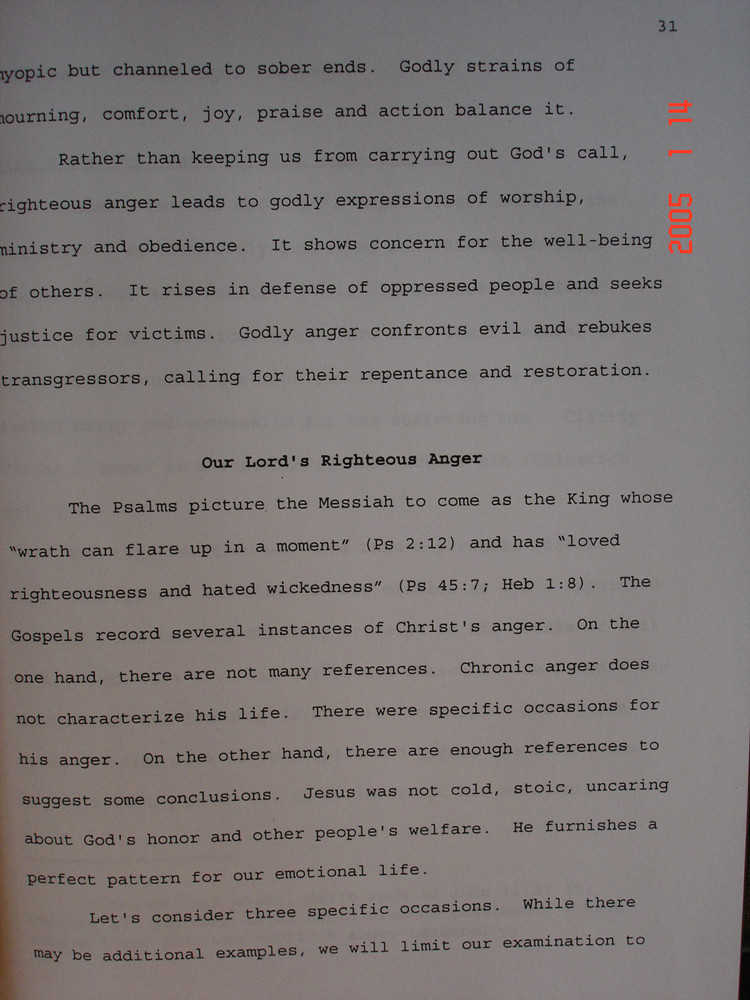 31
myopic but channeled to sober ends.  Godly strains of
mourning, comfort, joy, praise and action balance it.
Rather than keeping us from carrying out God's call,
righteous anger leads to godly expressions of worship,
ministry and obedience.  It shows concern for the well-being
of others.  It rises in defense of oppressed people and seeks
justice for victims.  Godly anger confronts evil and rebukes
transgressors, calling for their repentance and restoration.
Our Lord's Righteous Anger
The Psalms picture the Messiah to come as the King whose
“wrath can flare up in a moment” (Ps 2:12) and has “loved
righteousness and hated wickedness” (Ps 45:7; Heb 1:8).  The
Gospels record several instances of Christ's anger.  On the
one hand, there are not many references.  Chronic anger does
not characterize his life.  There were specific occasions for
his anger.  On the other hand, there are enough references to
suggest some conclusions.  Jesus was not cold, stoic, uncaring
about God's honor and other people's welfare.  He furnishes a
perfect pattern for our emotional life.
Let's consider three specific occasions.  While there
may be additional examples, we will limit our examination to
2005 1 14